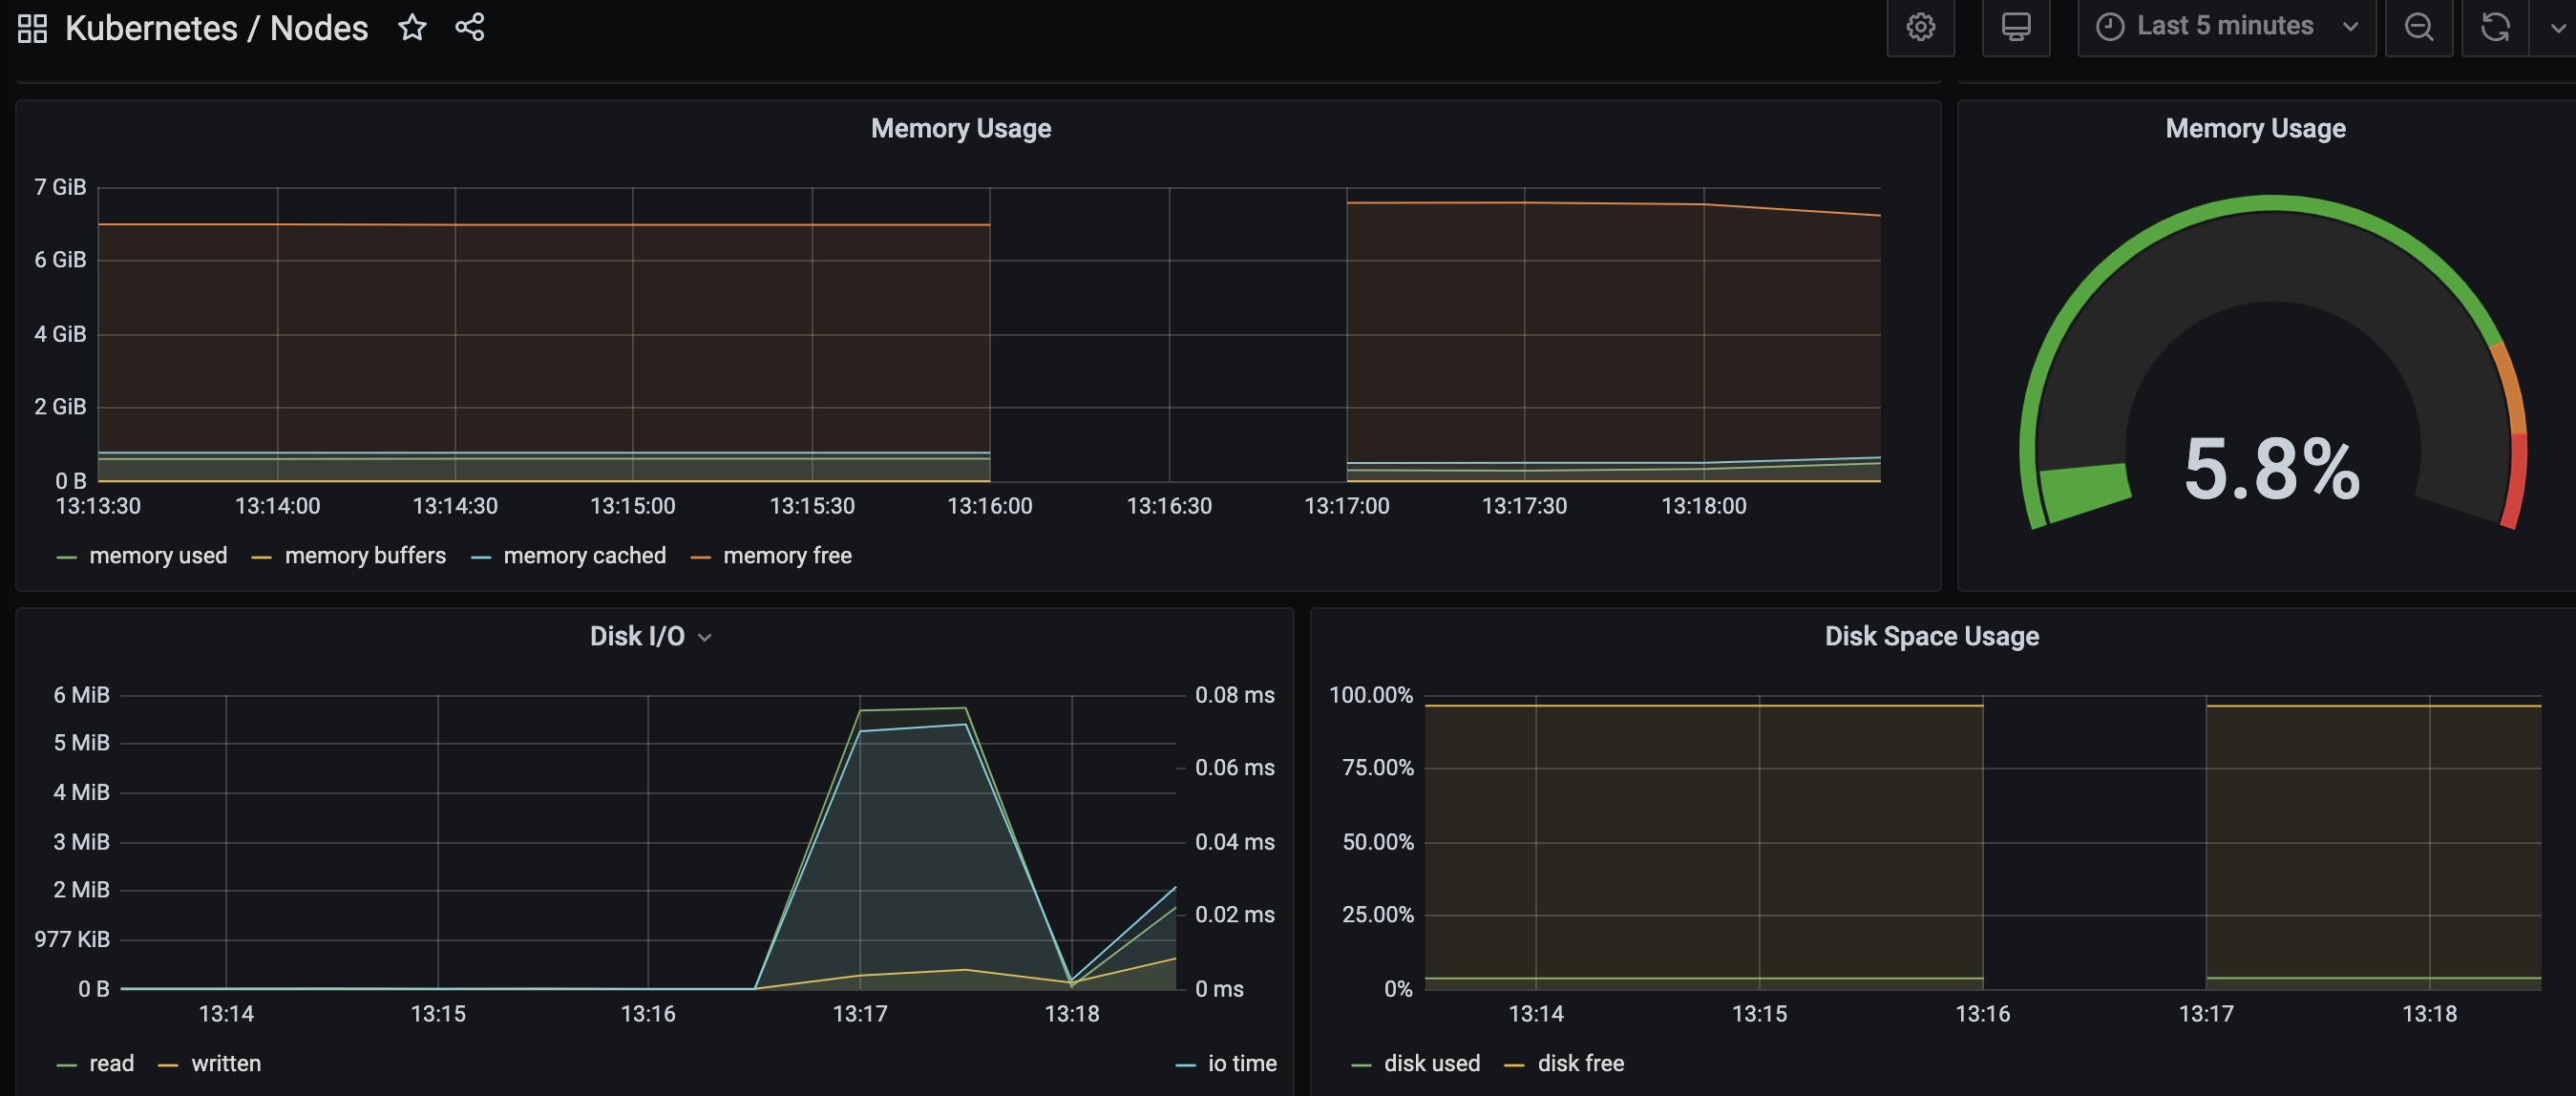 Kubernetes / Nodes
Last 5 minutes
Memory Usage
7 GiB
6 GiB
4 GiB
2 GiB
0 B
13:13:30 13:14:00 13:14:30 13:15:00 13:15:30 13:16:00 13:16:30 13:17:00 13:17:30 13:18:00
memory used memory buffers memory cached memory free
Memory Usage
5.8%
Disk I/O
6 MiB
5 MiB
4 MiB
3 MiB
2 MiB
977 KiB
0 B
0.08 ms
0.06 ms
0.04 ms
0.02 ms
0 ms
13:14 13:15 13:16 13:17 13:18
read written io time
Disk Space Usage
100.00%
75.00%
50.00%
25.00%
0%
13:14 13:15 13:16 13:17 13:18
disk used disk free